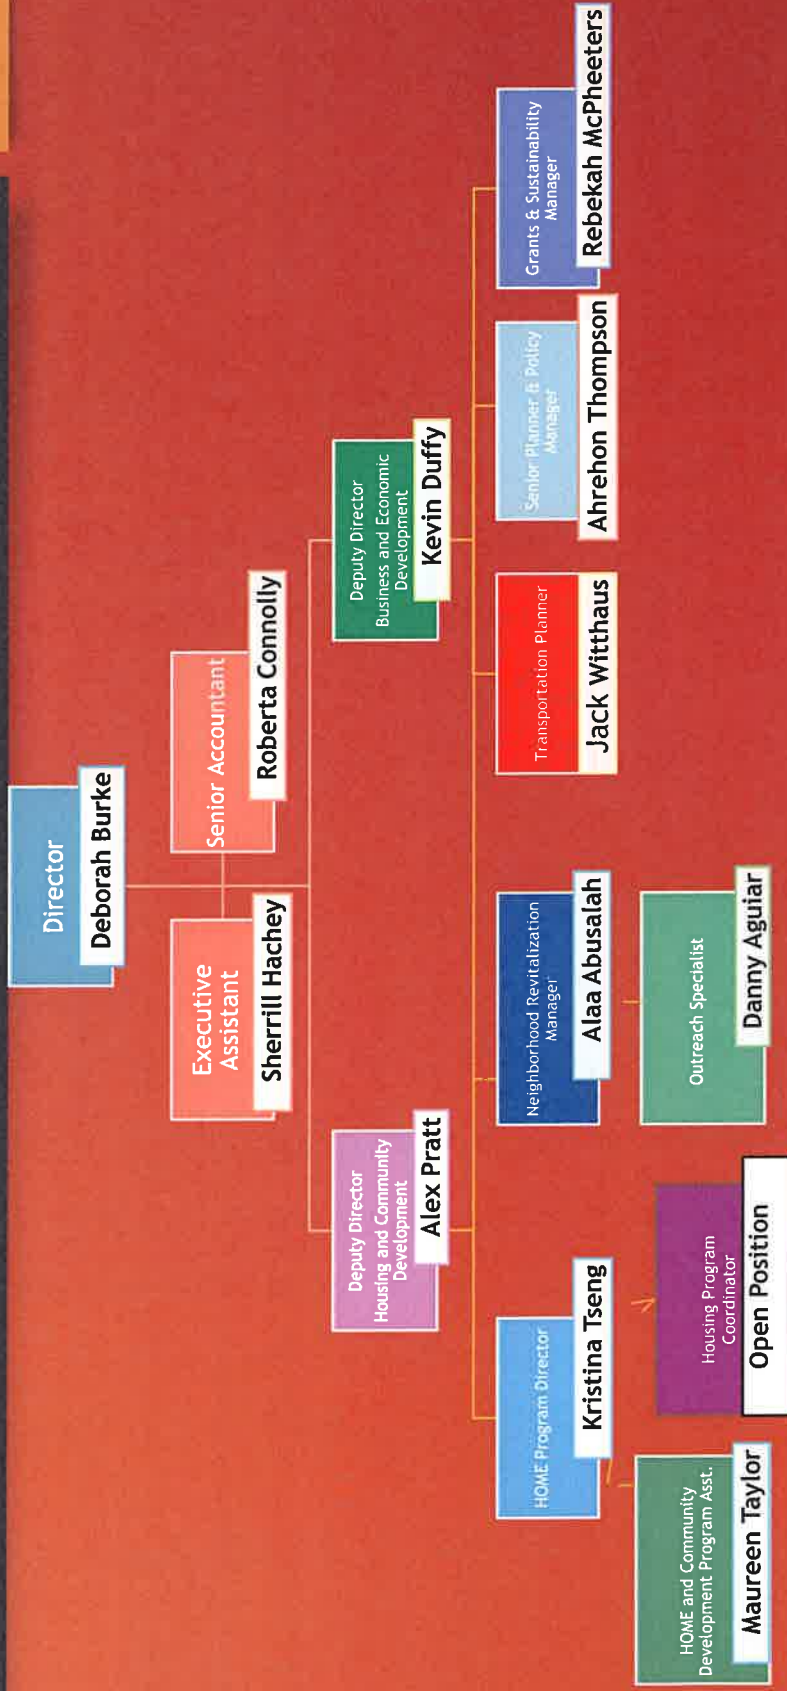 Director
Deborah Burke
Executive
Assistant
Sherrill Hachey
Senior Accountant
Roberta Connolly
Deputy Director
Housing and Community
Development
Alex Pratt
Deputy Director
Business and Economic
Development
Kevin Duffy
HOME Program Director
Kristina Tseng
Neighborhood Revitalization
Manager
Alaa Abusalah
Transportation Planner
Jack Witthaus
Senior Planner & Policy
Manager
Ahrehon Thompson
Grants & Sustainability
Manager
Rebekah McPheeters
HOME and Community
Development Program Asst.
Maureen Taylor
Housing Program
Coordinator
Open Position
Outreach Specialist
Danny Aguiar